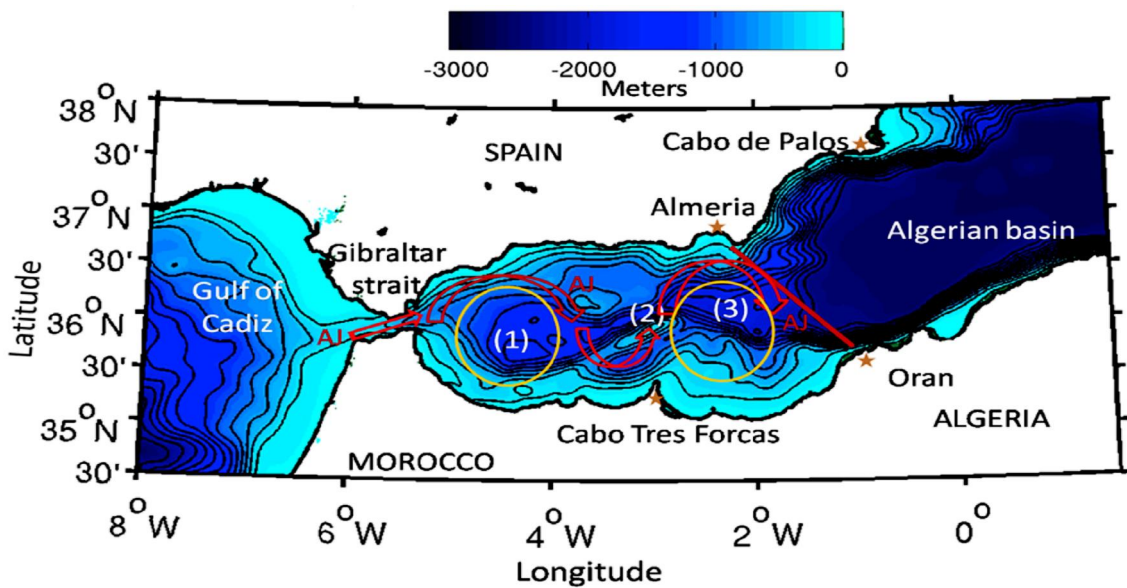 -3000 -2000 -1000 0
Meters
38°N
30'
37°N
30'
36°N
30'
35°N
30'
Latitude
SPAIN
Cabo de Palos
Almeria
Algerian basin
Gibraltar
strait
Gulf of
Cadiz
AJ
AJ
AJ
(1)
(2)
(3)
Oran
Cabo Tres Forcas
ALGERIA
MOROCCO
8°W 6°W 4°W 2°W 0°
Longitude